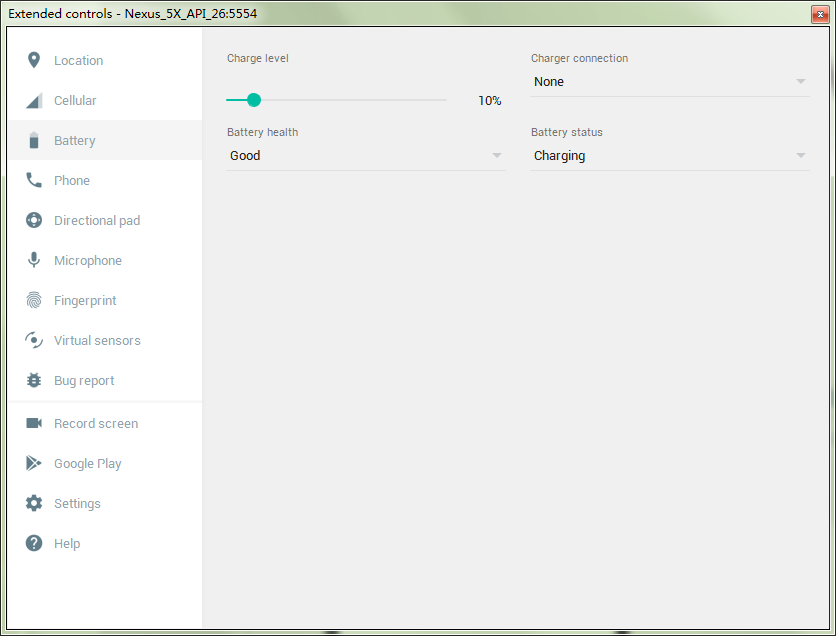 Extended controls - Nexus_5X_API_26:5554
Location
Cellular
Battery
Phone
Directional pad
Microphone
Fingerprint
Virtual sensors
Bug report
Record screen
Google Play
Settings
Help
Charge level
10%
Charger connection
None
Battery health
Good
Battery status
Charging